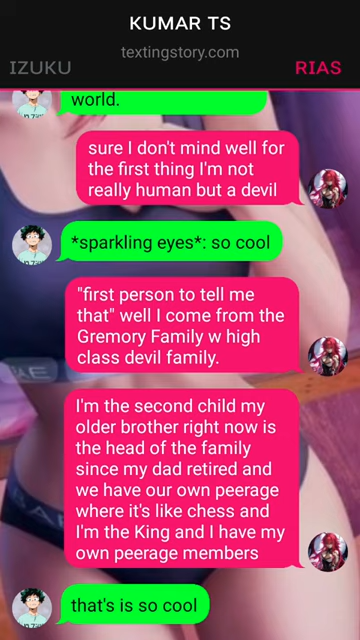 KUMAR TS
textingstory.com
IZUKU
RIAS
world.
sure I don't mind well for
the first thing I'm not
really human but a devil
*sparkling eyes*: so cool
"first person to tell me
that" well I come from the
Gremory Family w high
class devil family.
I'm the second child my
older brother right now is
the head of the family
since my dad retired and
we have our own peerage
where it's like chess and
I'm the King and I have my
own peerage members
that's is so cool